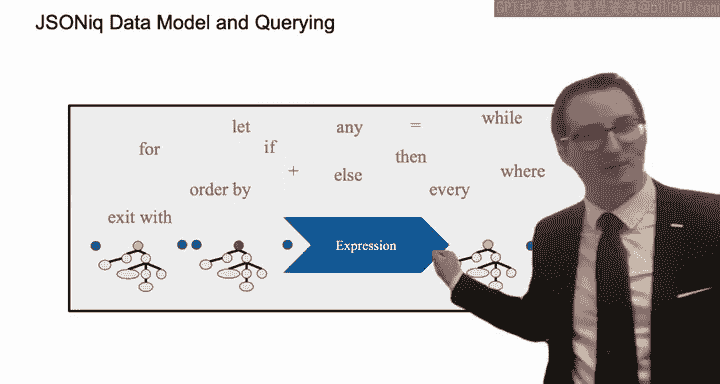 JSONiq Data Model and Querying
let any = while
for if then
+ else where
order by every
exit with
Expression